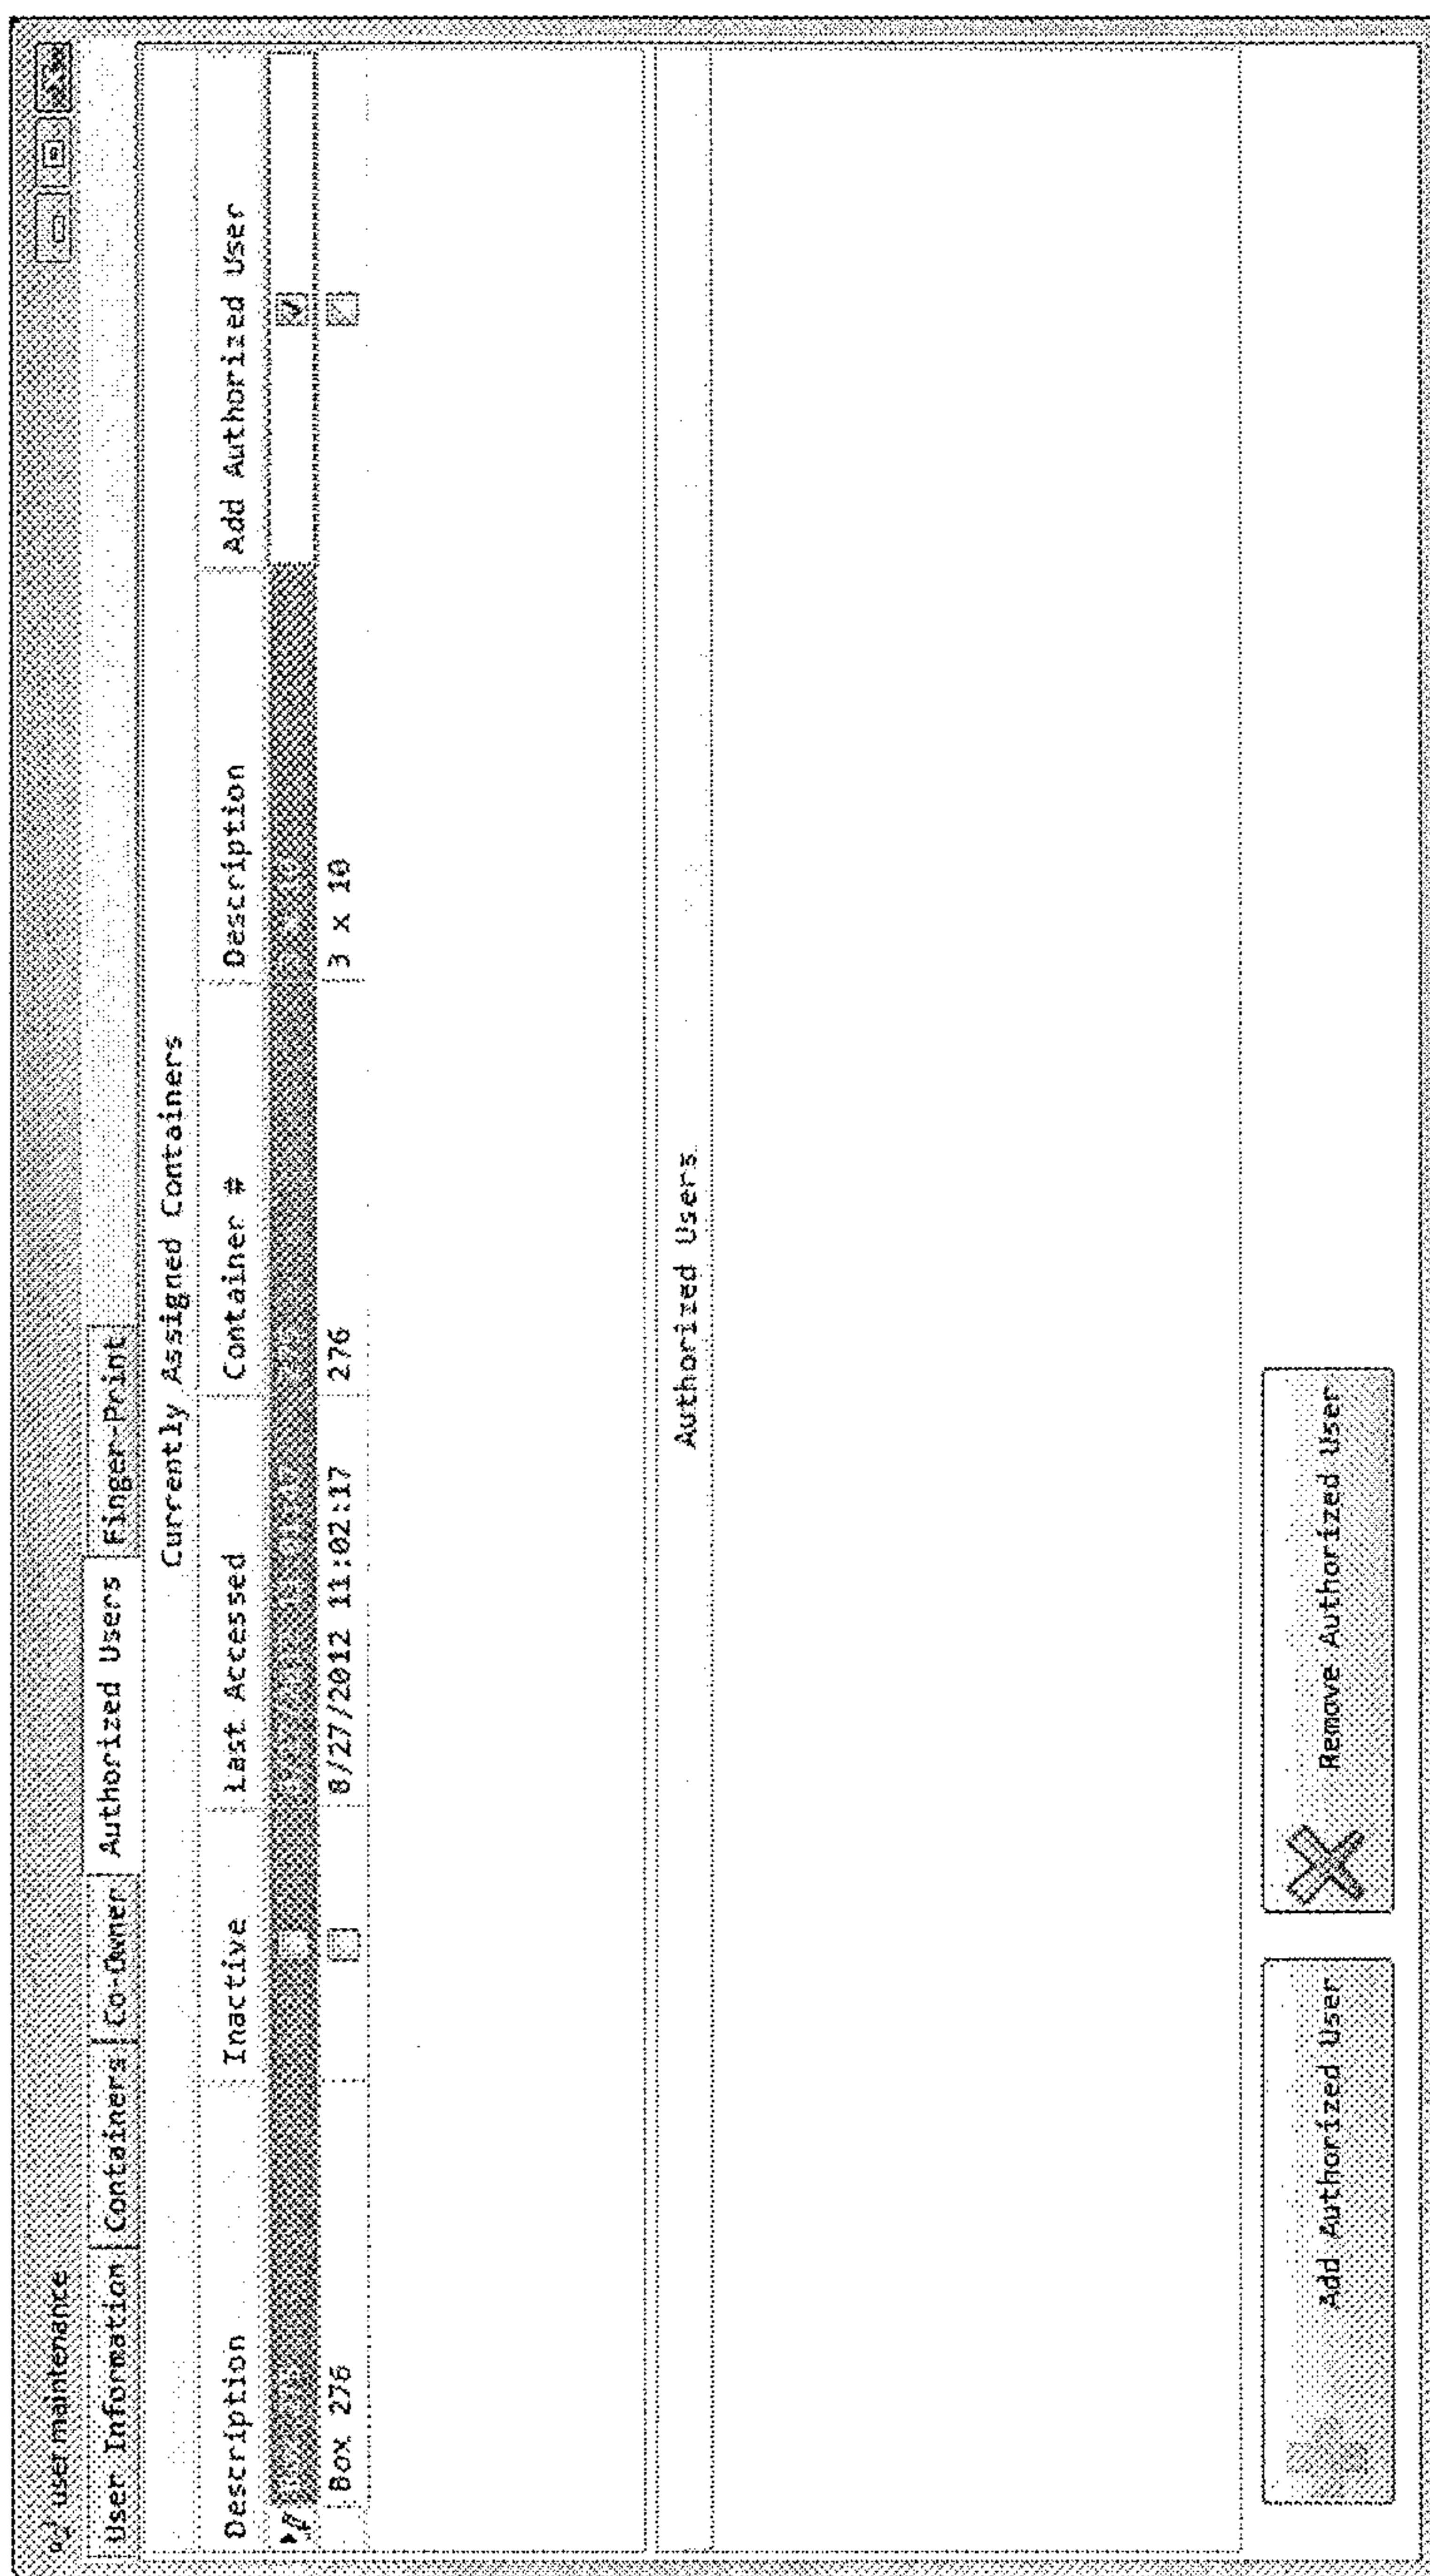 user maintenance
User Information Containers Co-Owner Authorized Users Finger-Print
Currently Assigned Containers
Description Inactive Last Accessed Container # Description Add Authorized User
Box 276 8/27/2012 11:02:17 276 3 x 10
Authorized Users
Add Authorized User Remove Authorized User